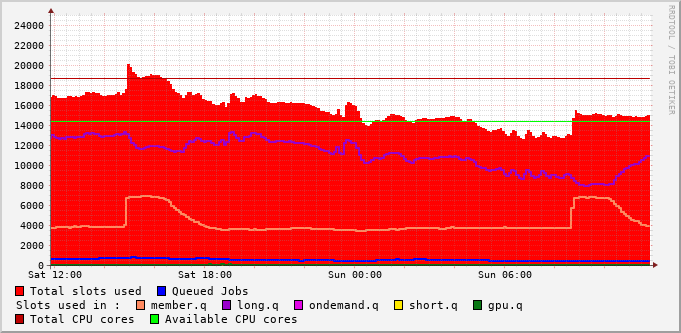 RRDTOOL / TOBI OETIKER
24000
22000
20000
18000
16000
14000
12000
10000
8000
6000
4000
2000
0
Sat 12:00 Sat 18:00 Sun 00:00 Sun 06:00
Total slots used Queued Jobs
Slots used in : member.q long.q ondemand.q short.q gpu.q
Total CPU cores Available CPU cores